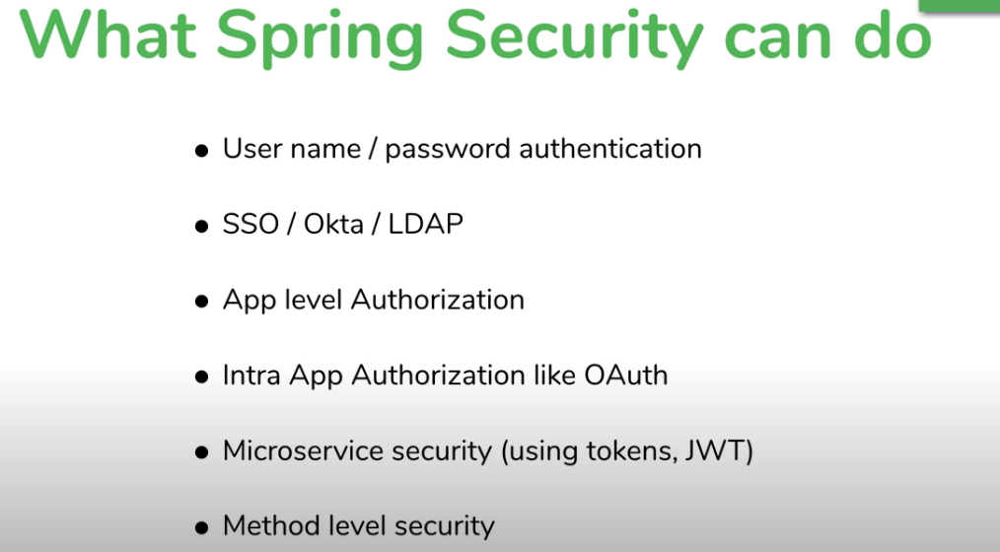 What Spring Security can do
● User name / password authentication
● SSO / Okta / LDAP
● App level Authorization
● Intra App Authorization like OAuth
● Microservice security (using tokens, JWT)
● Method level security